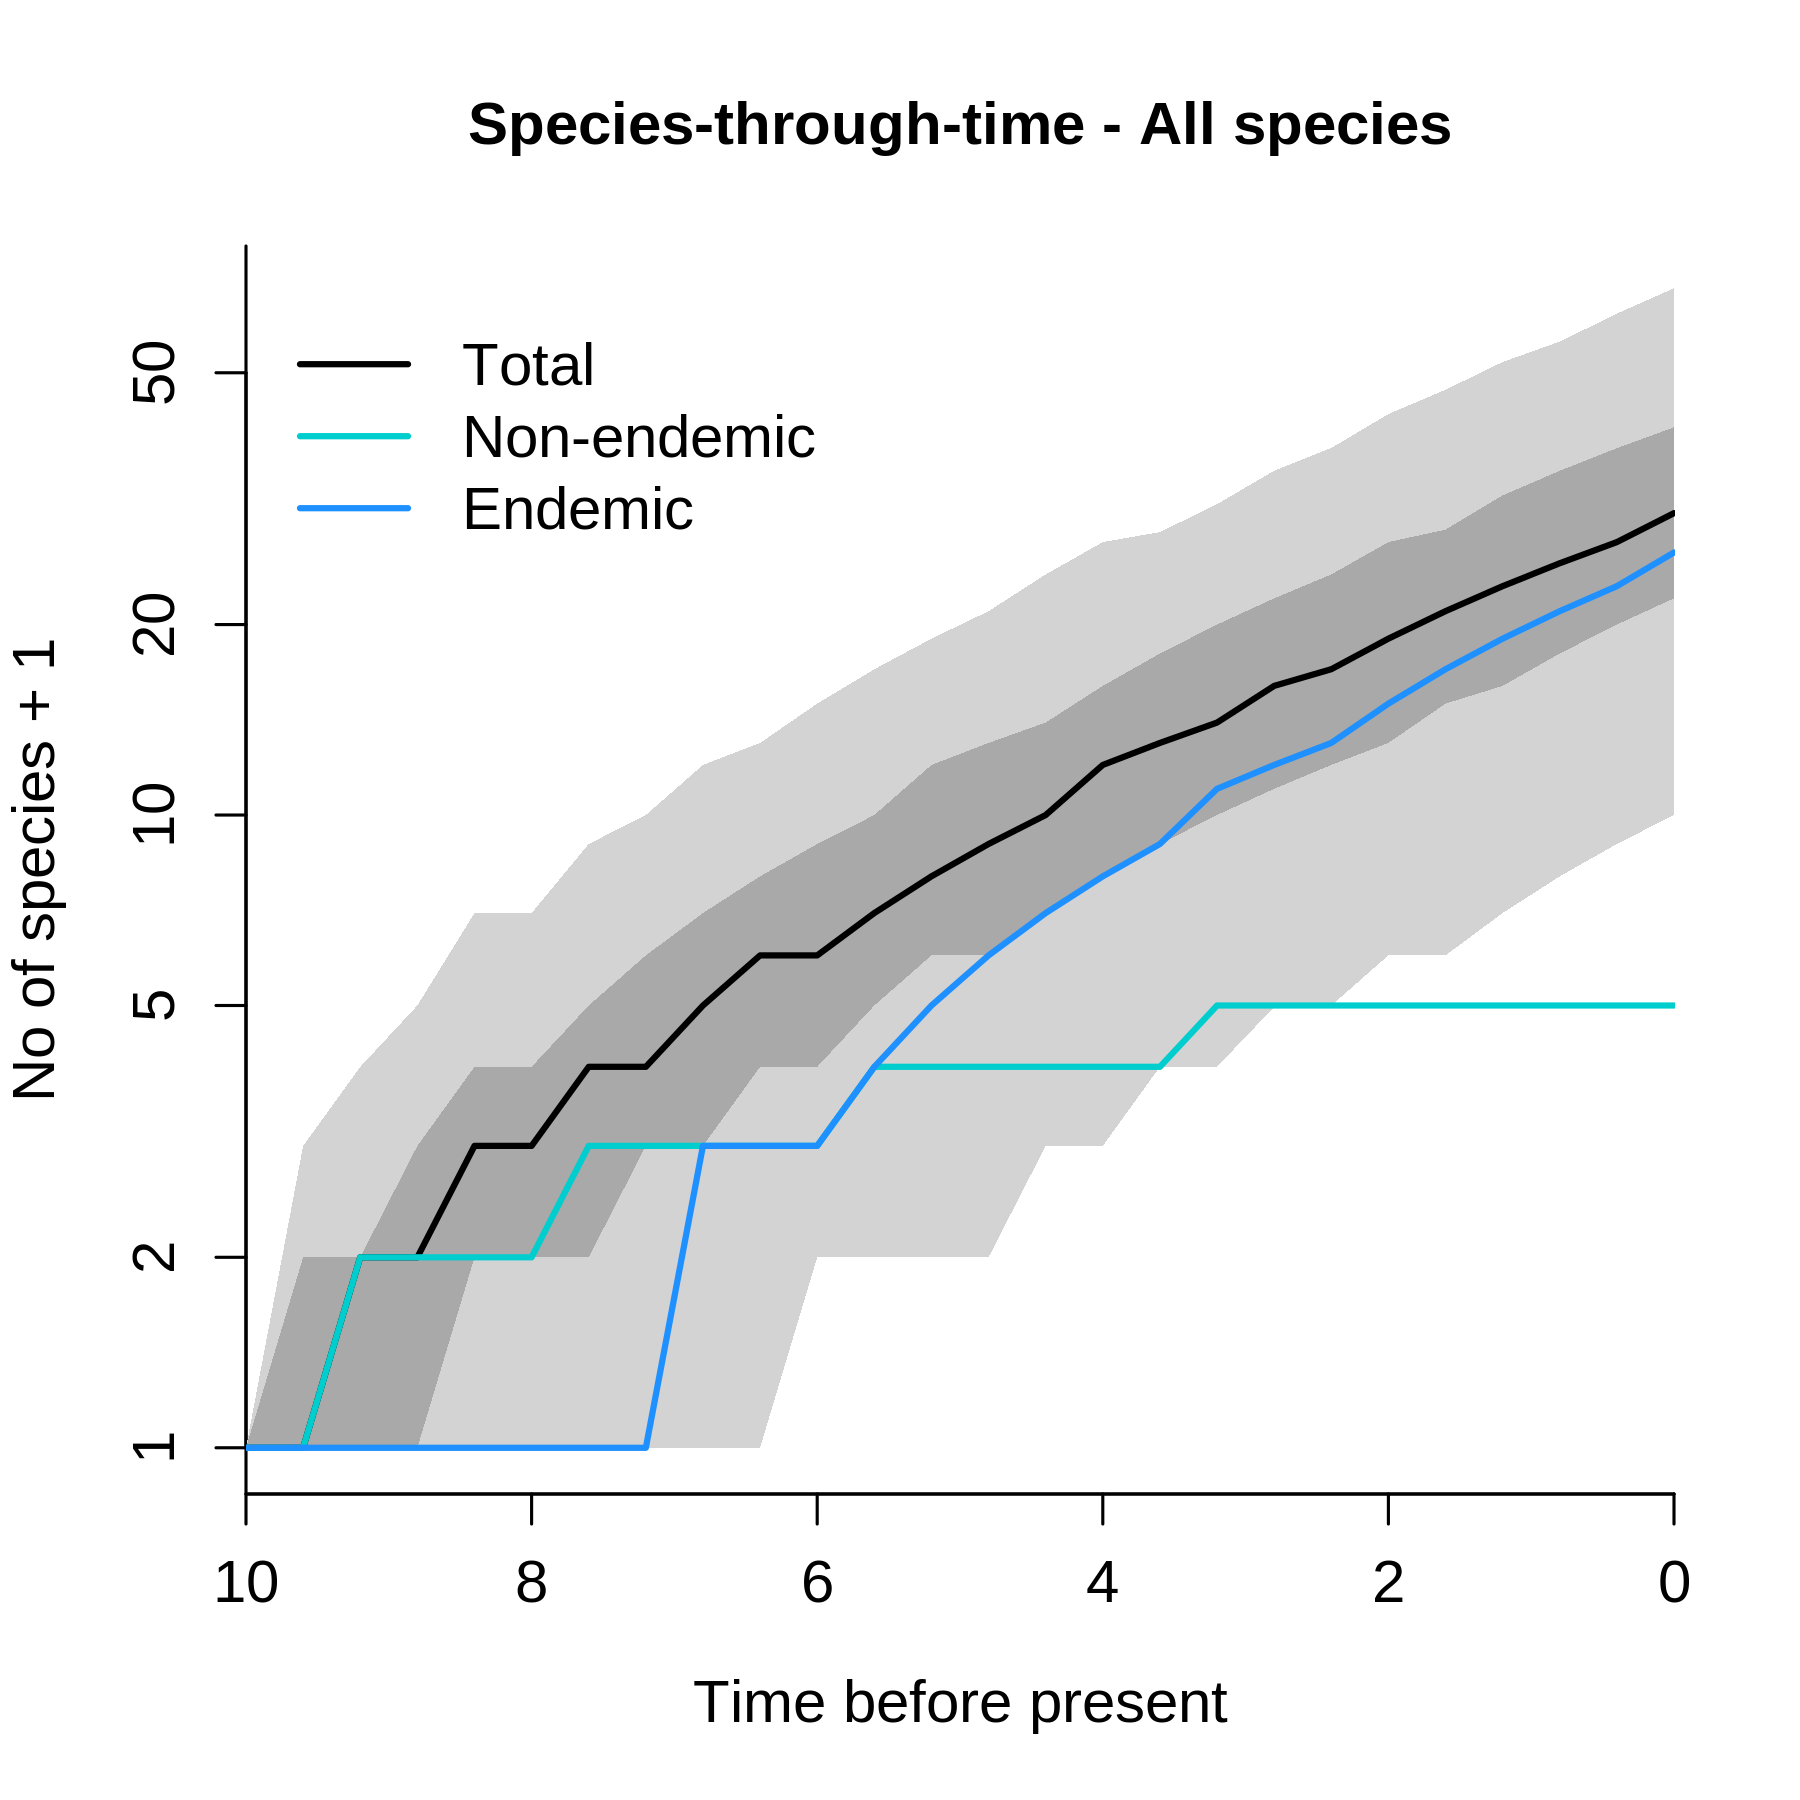 Species-through-time - All species
Total
Non-endemic
Endemic
No of species + 1
50
20
10
5
2
1
10 8 6 4 2 0
Time before present